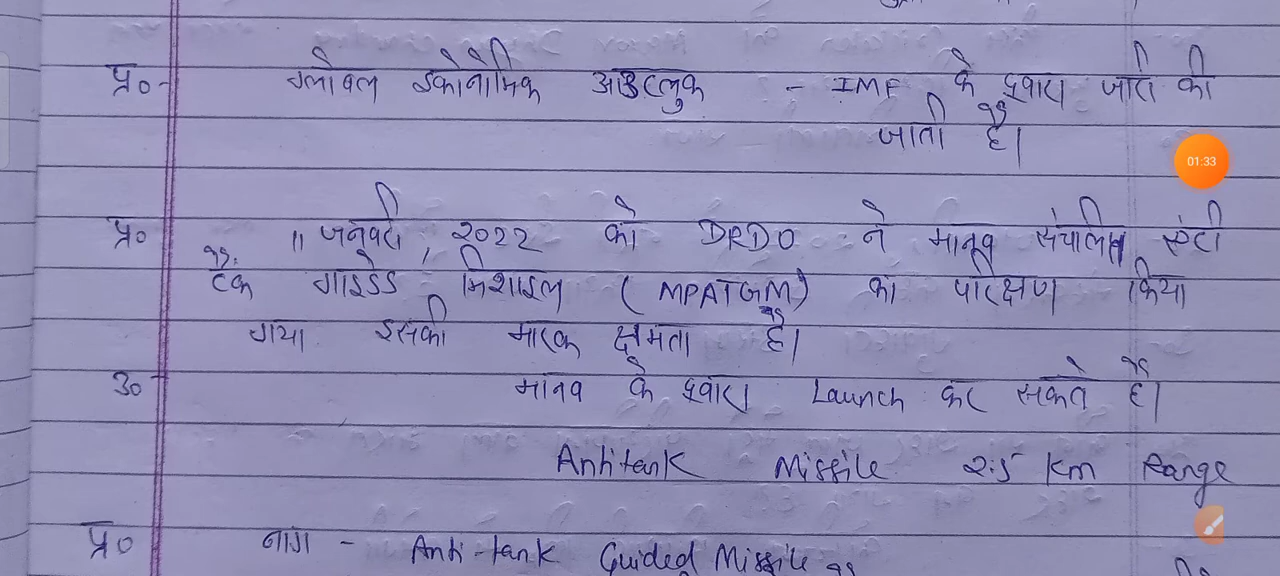 प्र०- ग्लोबल इकोनोमिक आउटलुक - IMF के द्वारा जारी की
जाती है।
01:33
प्र० 11 जनवरी, 2022 को DRDO ने मानव संचालित एंटी
टैंक गाइडेड मिशाइल (MPATGM) का परिक्षण किया
गया इसकी मारक क्षमता है।
उ०- मानव के द्वारा Launch कर सकते है।
Antitank Missile 2.5 km Range
प्र० नाग - Anti-tank Guided Missile है